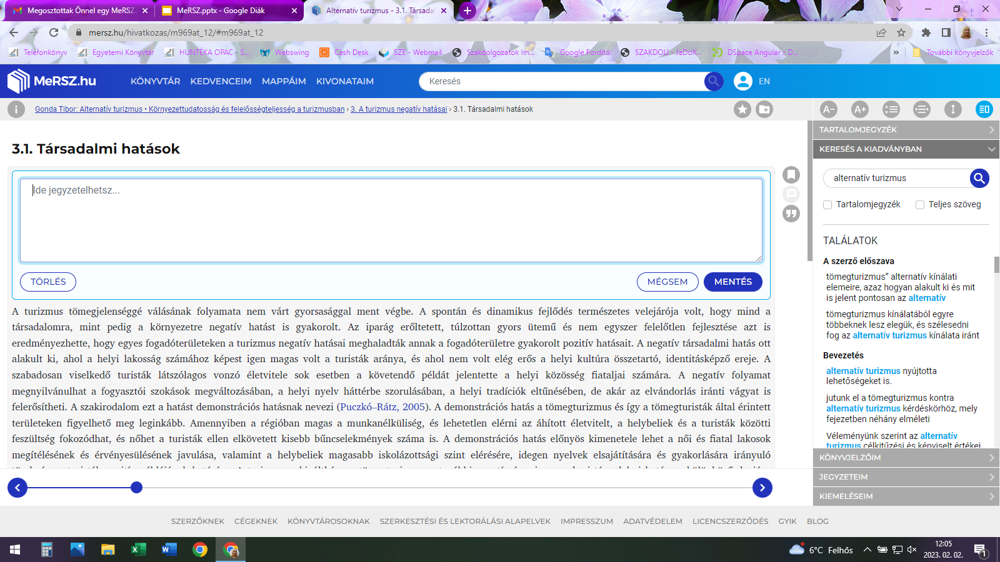 Megosztottak Önnel egy MeRSZ.
MeRSZ.pptx - Google Diák
Alternatív turizmus - 3.1. Társadal
mersz.hu/hivatkozas/m969at_12/#m969at_12
Telefonkönyv
Egyetemi Könyvtár
HUNTÉKA OPAC - S...
Webswing
Cash Desk
SZE - Webmail
Szakdolgozatok im...
Google Fordító
SZAKDOLI - JaDoX...
DSpace Angular :: D...
»
További könyvjelzők
MeRSZ.hu
KÖNYVTÁR KEDVENCEIM MAPPÁIM KIVONATAIM
Keresés
EN
Gonda Tibor: Alternatív turizmus • Környezettudatosság és felelősségteljesség a turizmusban › 3. A turizmus negatív hatásai › 3.1. Társadalmi hatások
A− A+
3.1. Társadalmi hatások
Ide jegyzetelhetsz...
TÖRLÉS
MÉGSEM
MENTÉS
A turizmus tömegjelenséggé válásának folyamata nem várt gyorsasággal ment végbe. A spontán és dinamikus fejlődés természetes velejárója volt, hogy mind a
társadalomra, mint pedig a környezetre negatív hatást is gyakorolt. Az iparág erőltetett, túlzottan gyors ütemű és nem egyszer felelőtlen fejlesztése azt is
eredményezhette, hogy egyes fogadóterületeken a turizmus negatív hatásai meghaladták annak a fogadóterületre gyakorolt pozitív hatásait. A negatív társadalmi hatás ott
alakult ki, ahol a helyi lakosság számához képest igen magas volt a turisták aránya, és ahol nem volt elég erős a helyi kultúra összetartó, identitásképző ereje. A
szabadosan viselkedő turisták látszólagos vonzó életvitele sok esetben a követendő példát jelentette a helyi közösség fiataljai számára. A negatív folyamat
megnyilvánulhat a fogyasztói szokások megváltozásában, a helyi nyelv háttérbe szorulásában, a helyi tradíciók eltűnésében, de akár az elvándorlás iránti vágyat is
felerősítheti. A szakirodalom ezt a hatást demonstrációs hatásnak nevezi (Puczkó–Rátz, 2005). A demonstrációs hatás a tömegturizmus és így a tömegturisták által érintett
területeken figyelhető meg leginkább. Amennyiben a régióban magas a munkanélküliség, és lehetetlen elérni az áhított életvitelt, a helybeliek és a turisták közötti
feszültség fokozódhat, és nőhet a turisták ellen elkövetett kisebb bűncselekmények száma is. A demonstrációs hatás előnyös kimenetele lehet a női és fiatal lakosok
megítélésének és érvényesülésének javulása, valamint a helybeliek magasabb iskolázottsági szint elérésére, idegen nyelvek elsajátítására és gyakorlására irányuló
TARTALOMJEGYZÉK
KERESÉS A KIADVÁNYBAN
alternatív turizmus
Tartalomjegyzék
Teljes szöveg
TALÁLATOK
A szerző előszava
tömegturizmus” alternatív kínálati
elemeire, azaz hogyan alakult ki és mit
is jelent pontosan az alternatív
tömegturizmus kínálatából egyre
többeknek lesz elegük, és szélesedni
fog az alternatív turizmus kínálata iránt
Bevezetés
alternatív turizmus nyújtotta
lehetőségeket is.
jutunk el a tömegturizmus kontra
alternatív turizmus kérdéskörhöz, mely
fejezetben néhány elméleti
Véleményünk szerint az alternatív
turizmus célkitűzési és képviselt értékei
KÖNYVJELZŐIM
JEGYZETEIM
KIEMELÉSEIM
SZERZŐKNEK CÉGEKNEK KÖNYVTÁROSOKNAK SZERKESZTÉSI ÉS LEKTORÁLÁSI ALAPELVEK IMPRESSZUM ADATVÉDELEM LICENCSZERZŐDÉS GYIK BLOG
6°C Felhős
12:05
2023. 02. 02.
1